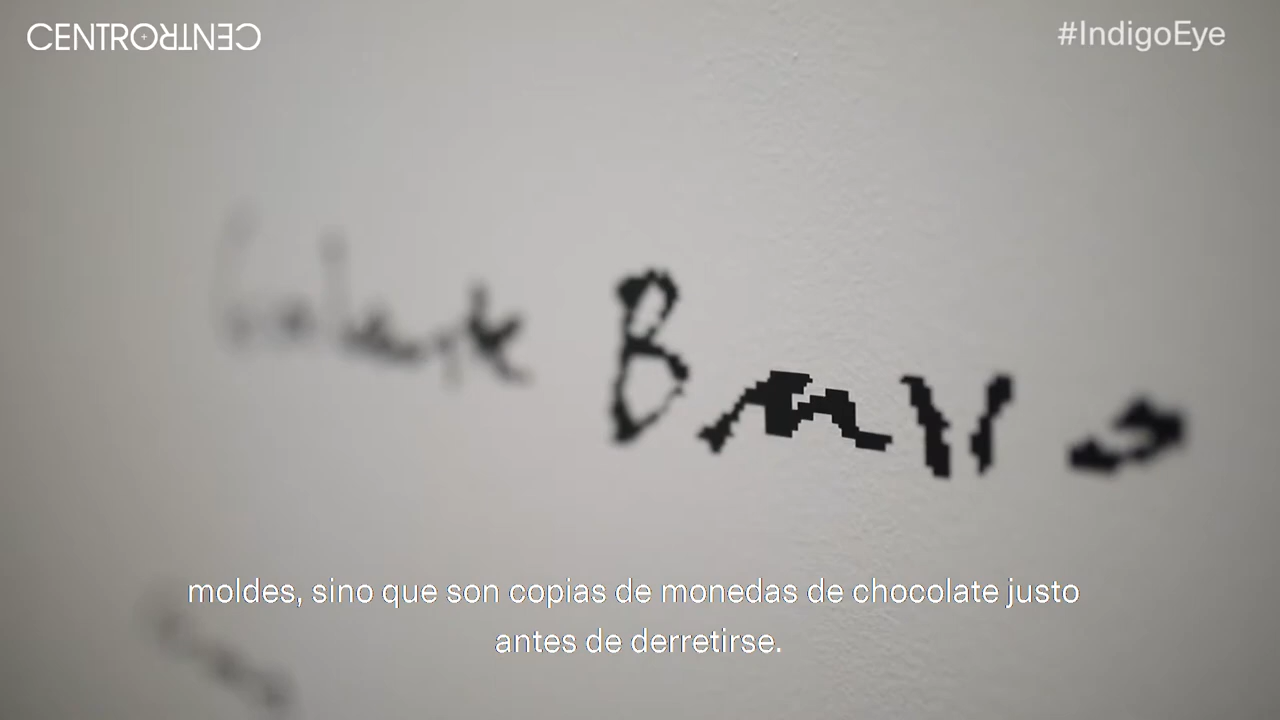 CENTROCENTRO
#IndigoEye
Bravo
moldes, sino que son copias de monedas de chocolate justo
antes de derretirse.